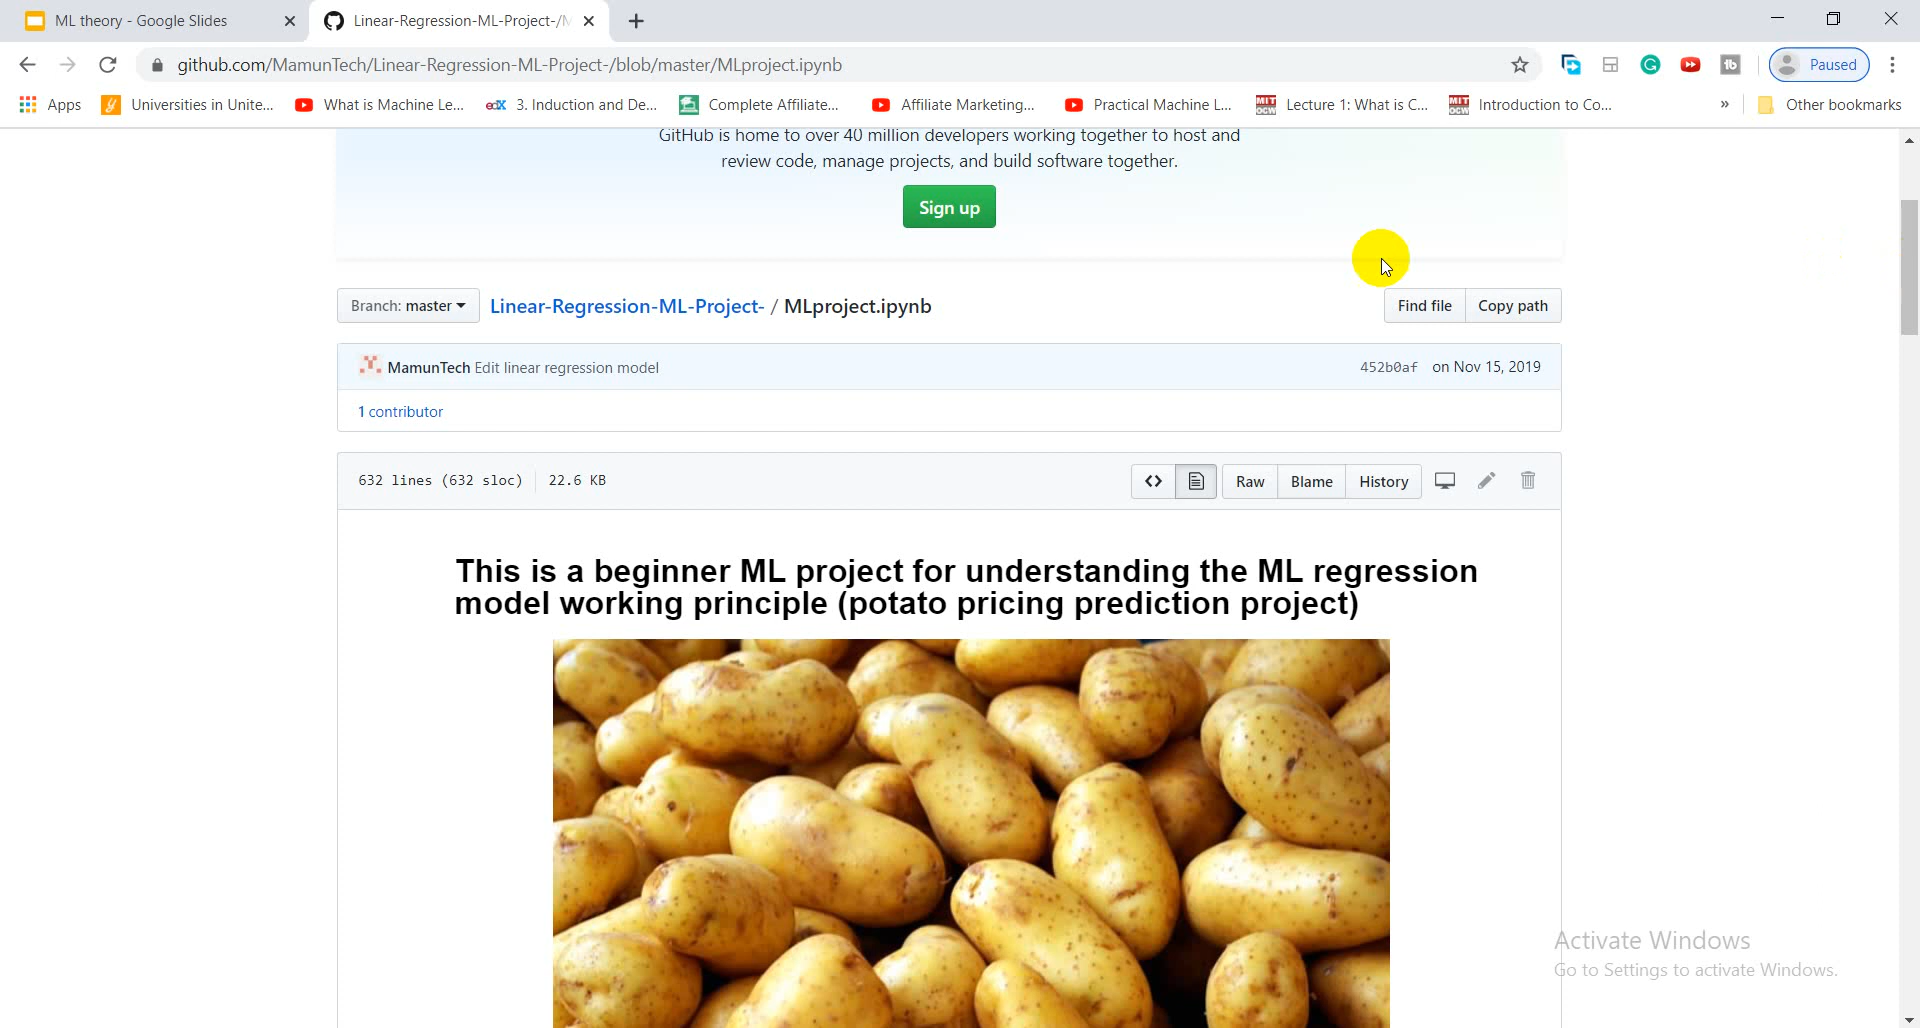 ML theory - Google Slides
Linear-Regression-ML-Project-/M
github.com/MamunTech/Linear-Regression-ML-Project-/blob/master/MLproject.ipynb
Paused
Apps
Universities in Unite...
What is Machine Le...
edX 3. Induction and De...
Complete Affiliate...
Affiliate Marketing...
Practical Machine L...
MIT OCW Lecture 1: What is C...
MIT OCW Introduction to Co...
»
Other bookmarks
GitHub is home to over 40 million developers working together to host and
review code, manage projects, and build software together.
Sign up
Branch: master
Linear-Regression-ML-Project- / MLproject.ipynb
Find file
Copy path
MamunTech Edit linear regression model
452b0af on Nov 15, 2019
1 contributor
632 lines (632 sloc)
22.6 KB
<>
Raw
Blame
History
This is a beginner ML project for understanding the ML regression
model working principle (potato pricing prediction project)
Activate Windows
Go to Settings to activate Windows.